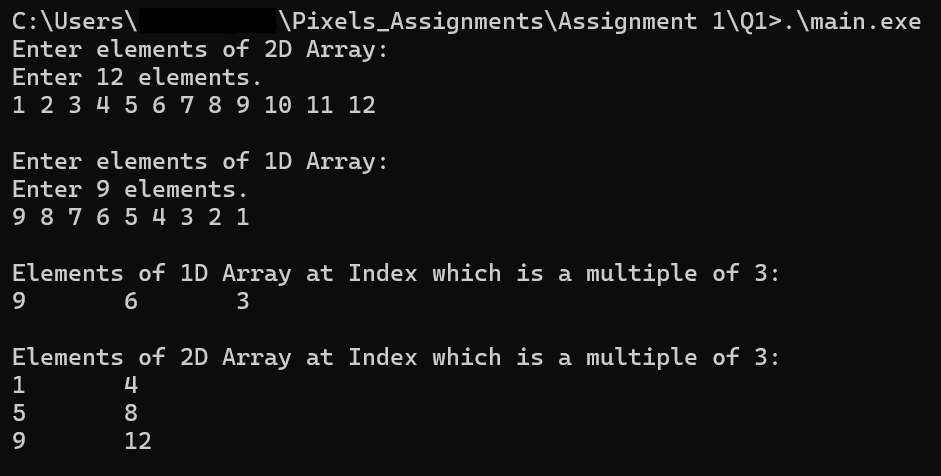 C:\Users\ \Pixels_Assignments\Assignment 1\Q1>.\main.exe
Enter elements of 2D Array:
Enter 12 elements.
1 2 3 4 5 6 7 8 9 10 11 12
Enter elements of 1D Array:
Enter 9 elements.
9 8 7 6 5 4 3 2 1
Elements of 1D Array at Index which is a multiple of 3:
9 6 3
Elements of 2D Array at Index which is a multiple of 3:
1 4
5 8
9 12